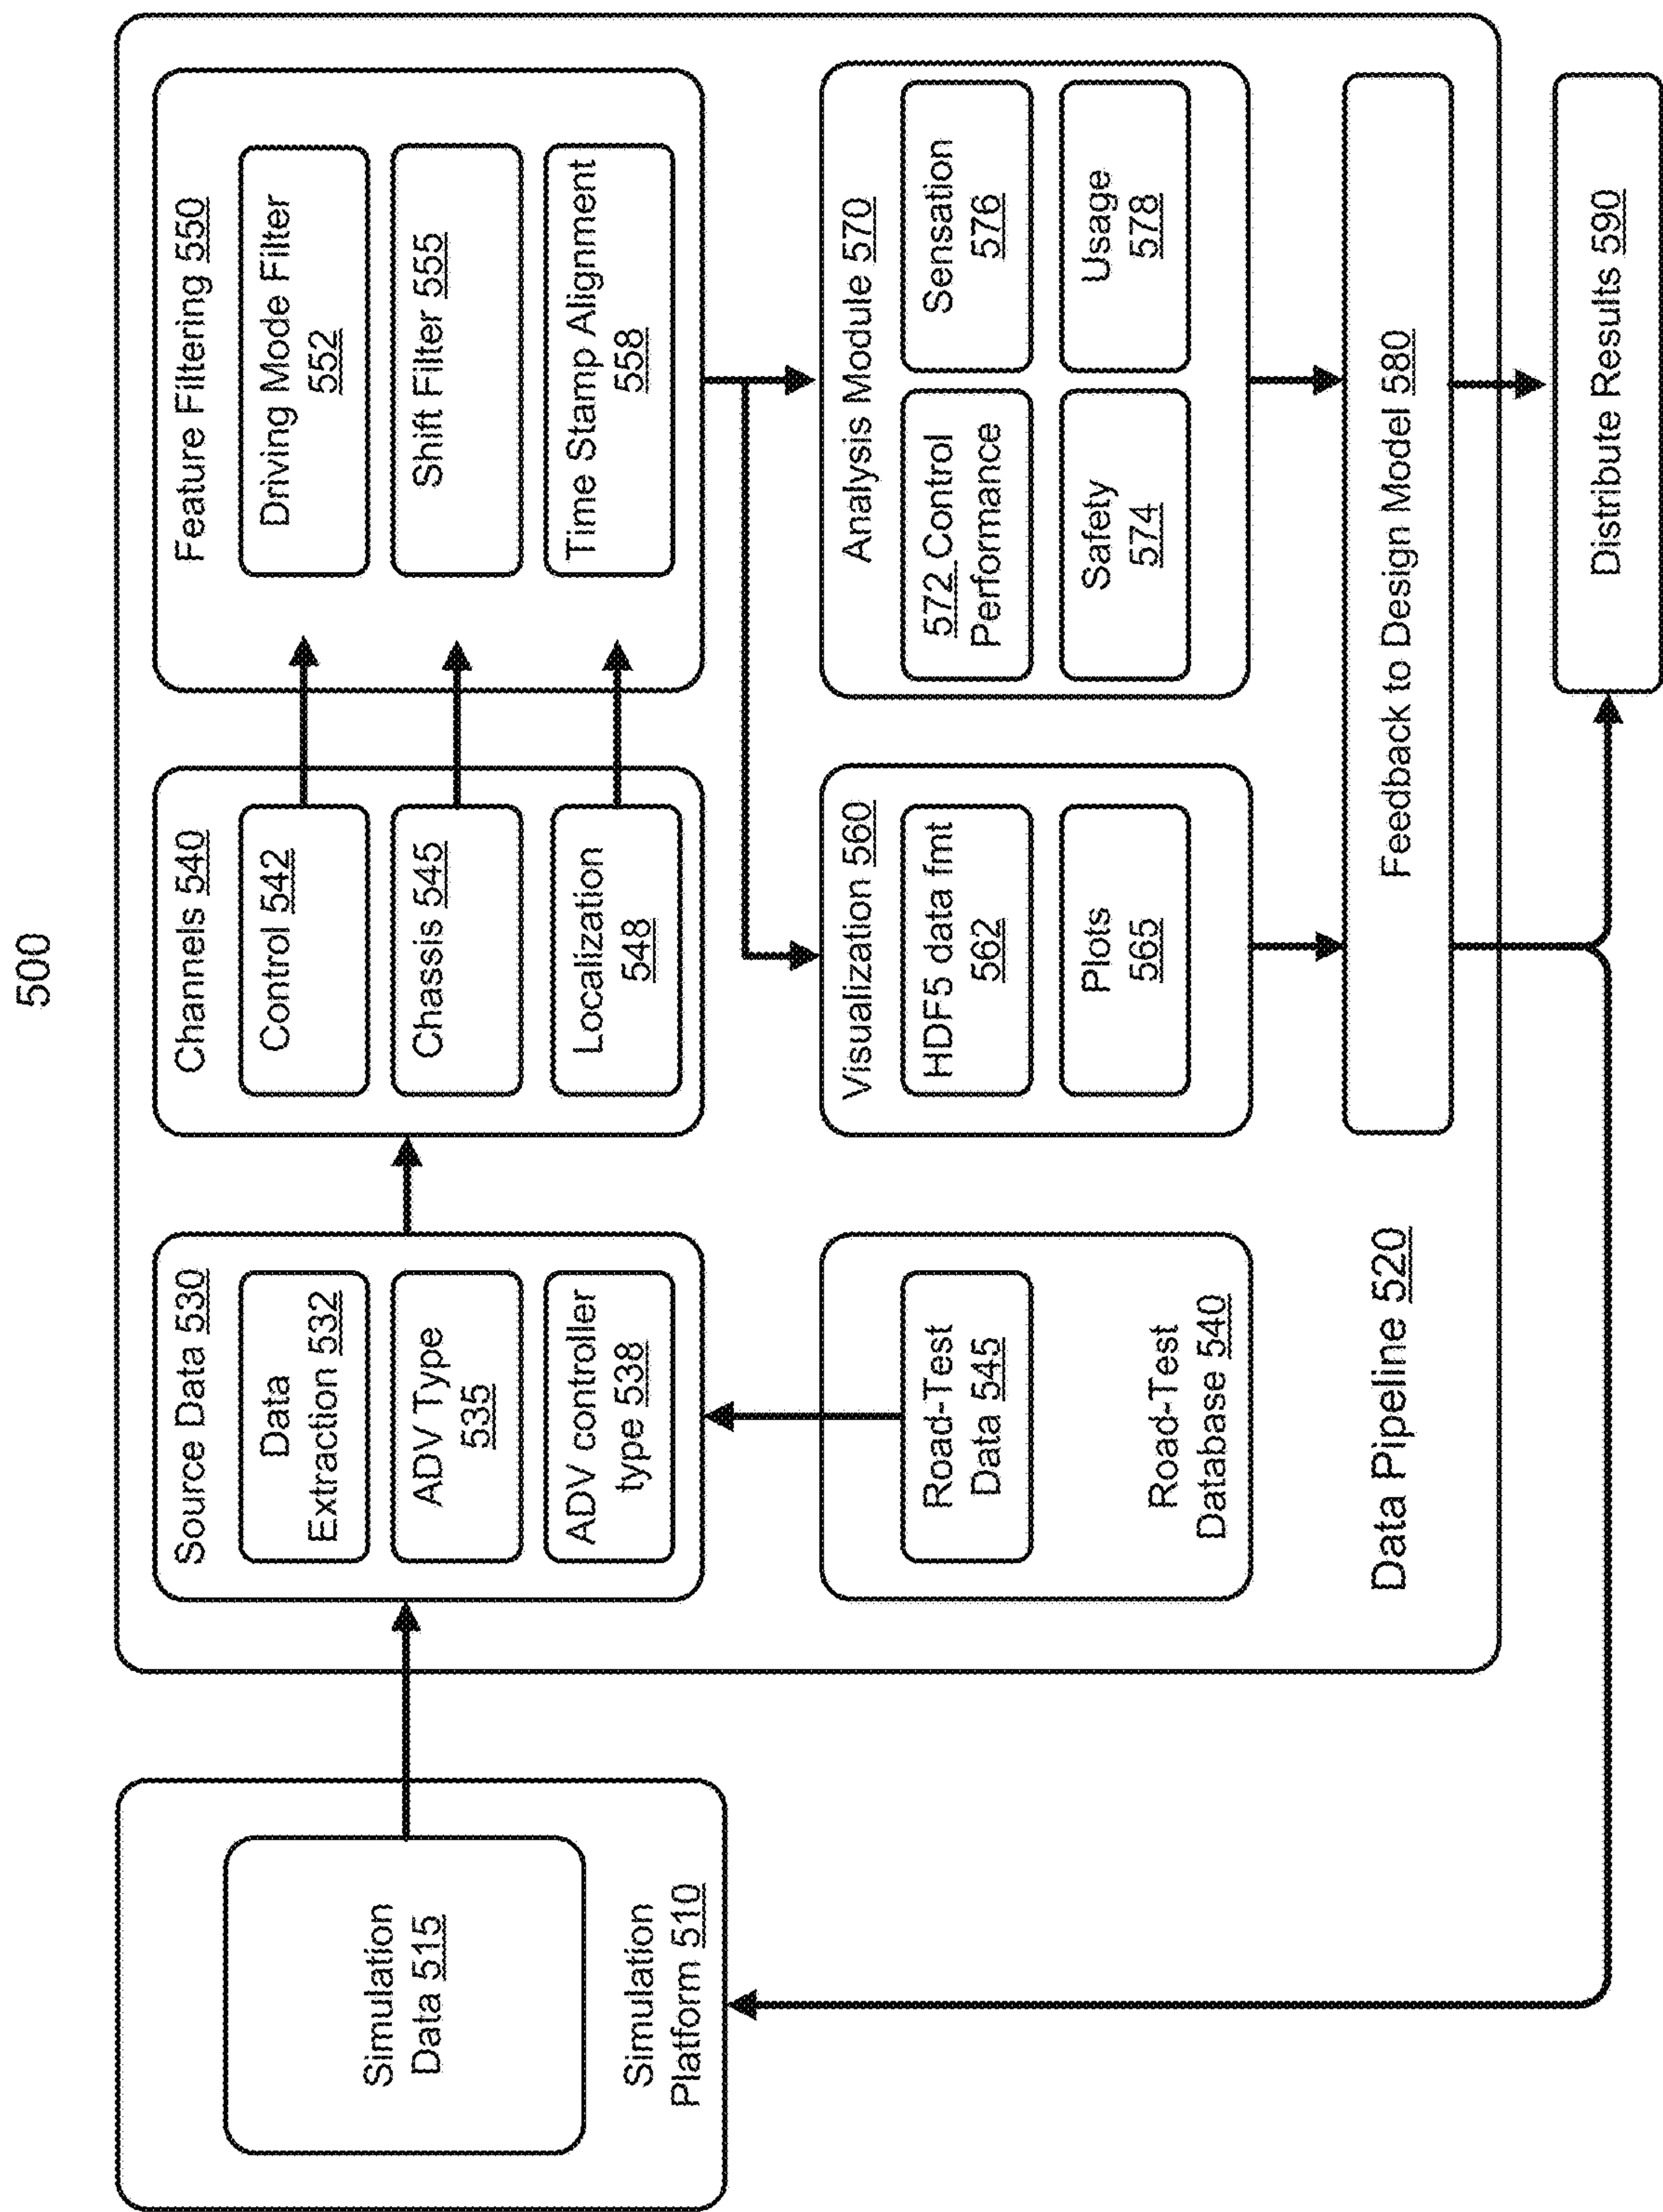 500
Simulation
Data 515
Simulation
Platform 510
Source Data 530
Data
Extraction 532
ADV Type
535
ADV controller
type 538
Road-Test
Data 545
Road-Test
Database 540
Data Pipeline 520
Channels 540
Control 542
Chassis 545
Localization
548
Feature Filtering 550
Driving Mode Filter
552
Shift Filter 555
Time Stamp Alignment
558
Visualization 560
HDF5 data fmt
562
Plots
565
Analysis Module 570
572 Control
Performance
Sensation
576
Safety
574
Usage
578
Feedback to Design Model 580
Distribute Results 590